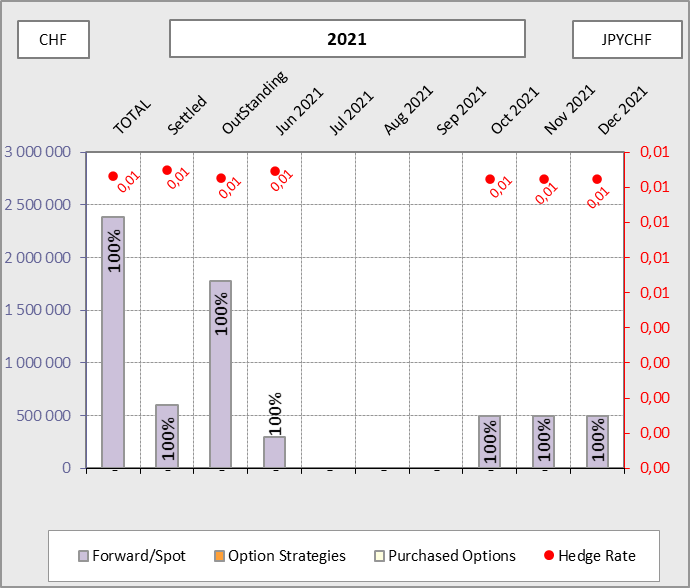 CHF
2021
JPYCHF
TOTAL
Settled
OutStanding
Jun 2021
Jul 2021
Aug 2021
Sep 2021
Oct 2021
Nov 2021
Dec 2021
3 000 000
2 500 000
2 000 000
1 500 000
1 000 000
500 000
0
0,01
0,01
0,01
0,01
0,01
0,00
0,00
0,00
0,00
0,00
0,01
0,01
0,01
0,01
0,01
0,01
0,01
100%
100%
100%
100%
100%
100%
100%
-
-
-
-
-
-
-
-
-
-
Forward/Spot
Option Strategies
Purchased Options
Hedge Rate